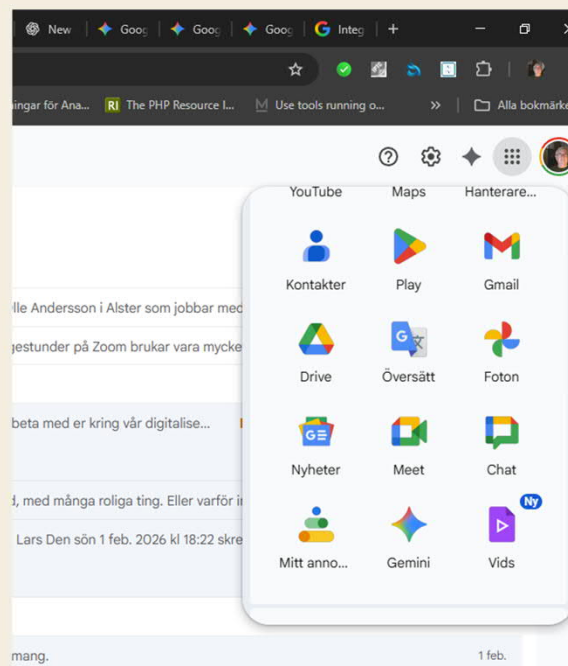 New Goog Goog Goog Integ
ningar för Ana... RI The PHP Resource I... M Use tools running o... » Alla bokmärke
YouTube Maps Hanterare...
Kontakter Play Gmail
lle Andersson i Alster som jobbar med
gestunder på Zoom brukar vara mycke
Drive Översätt Foton
beta med er kring vår digitalise...
Nyheter Meet Chat
d, med många roliga ting. Eller varför i
Ny
Lars Den sön 1 feb. 2026 kl 18:22 skre
Mitt anno... Gemini Vids
mang. 1 feb.